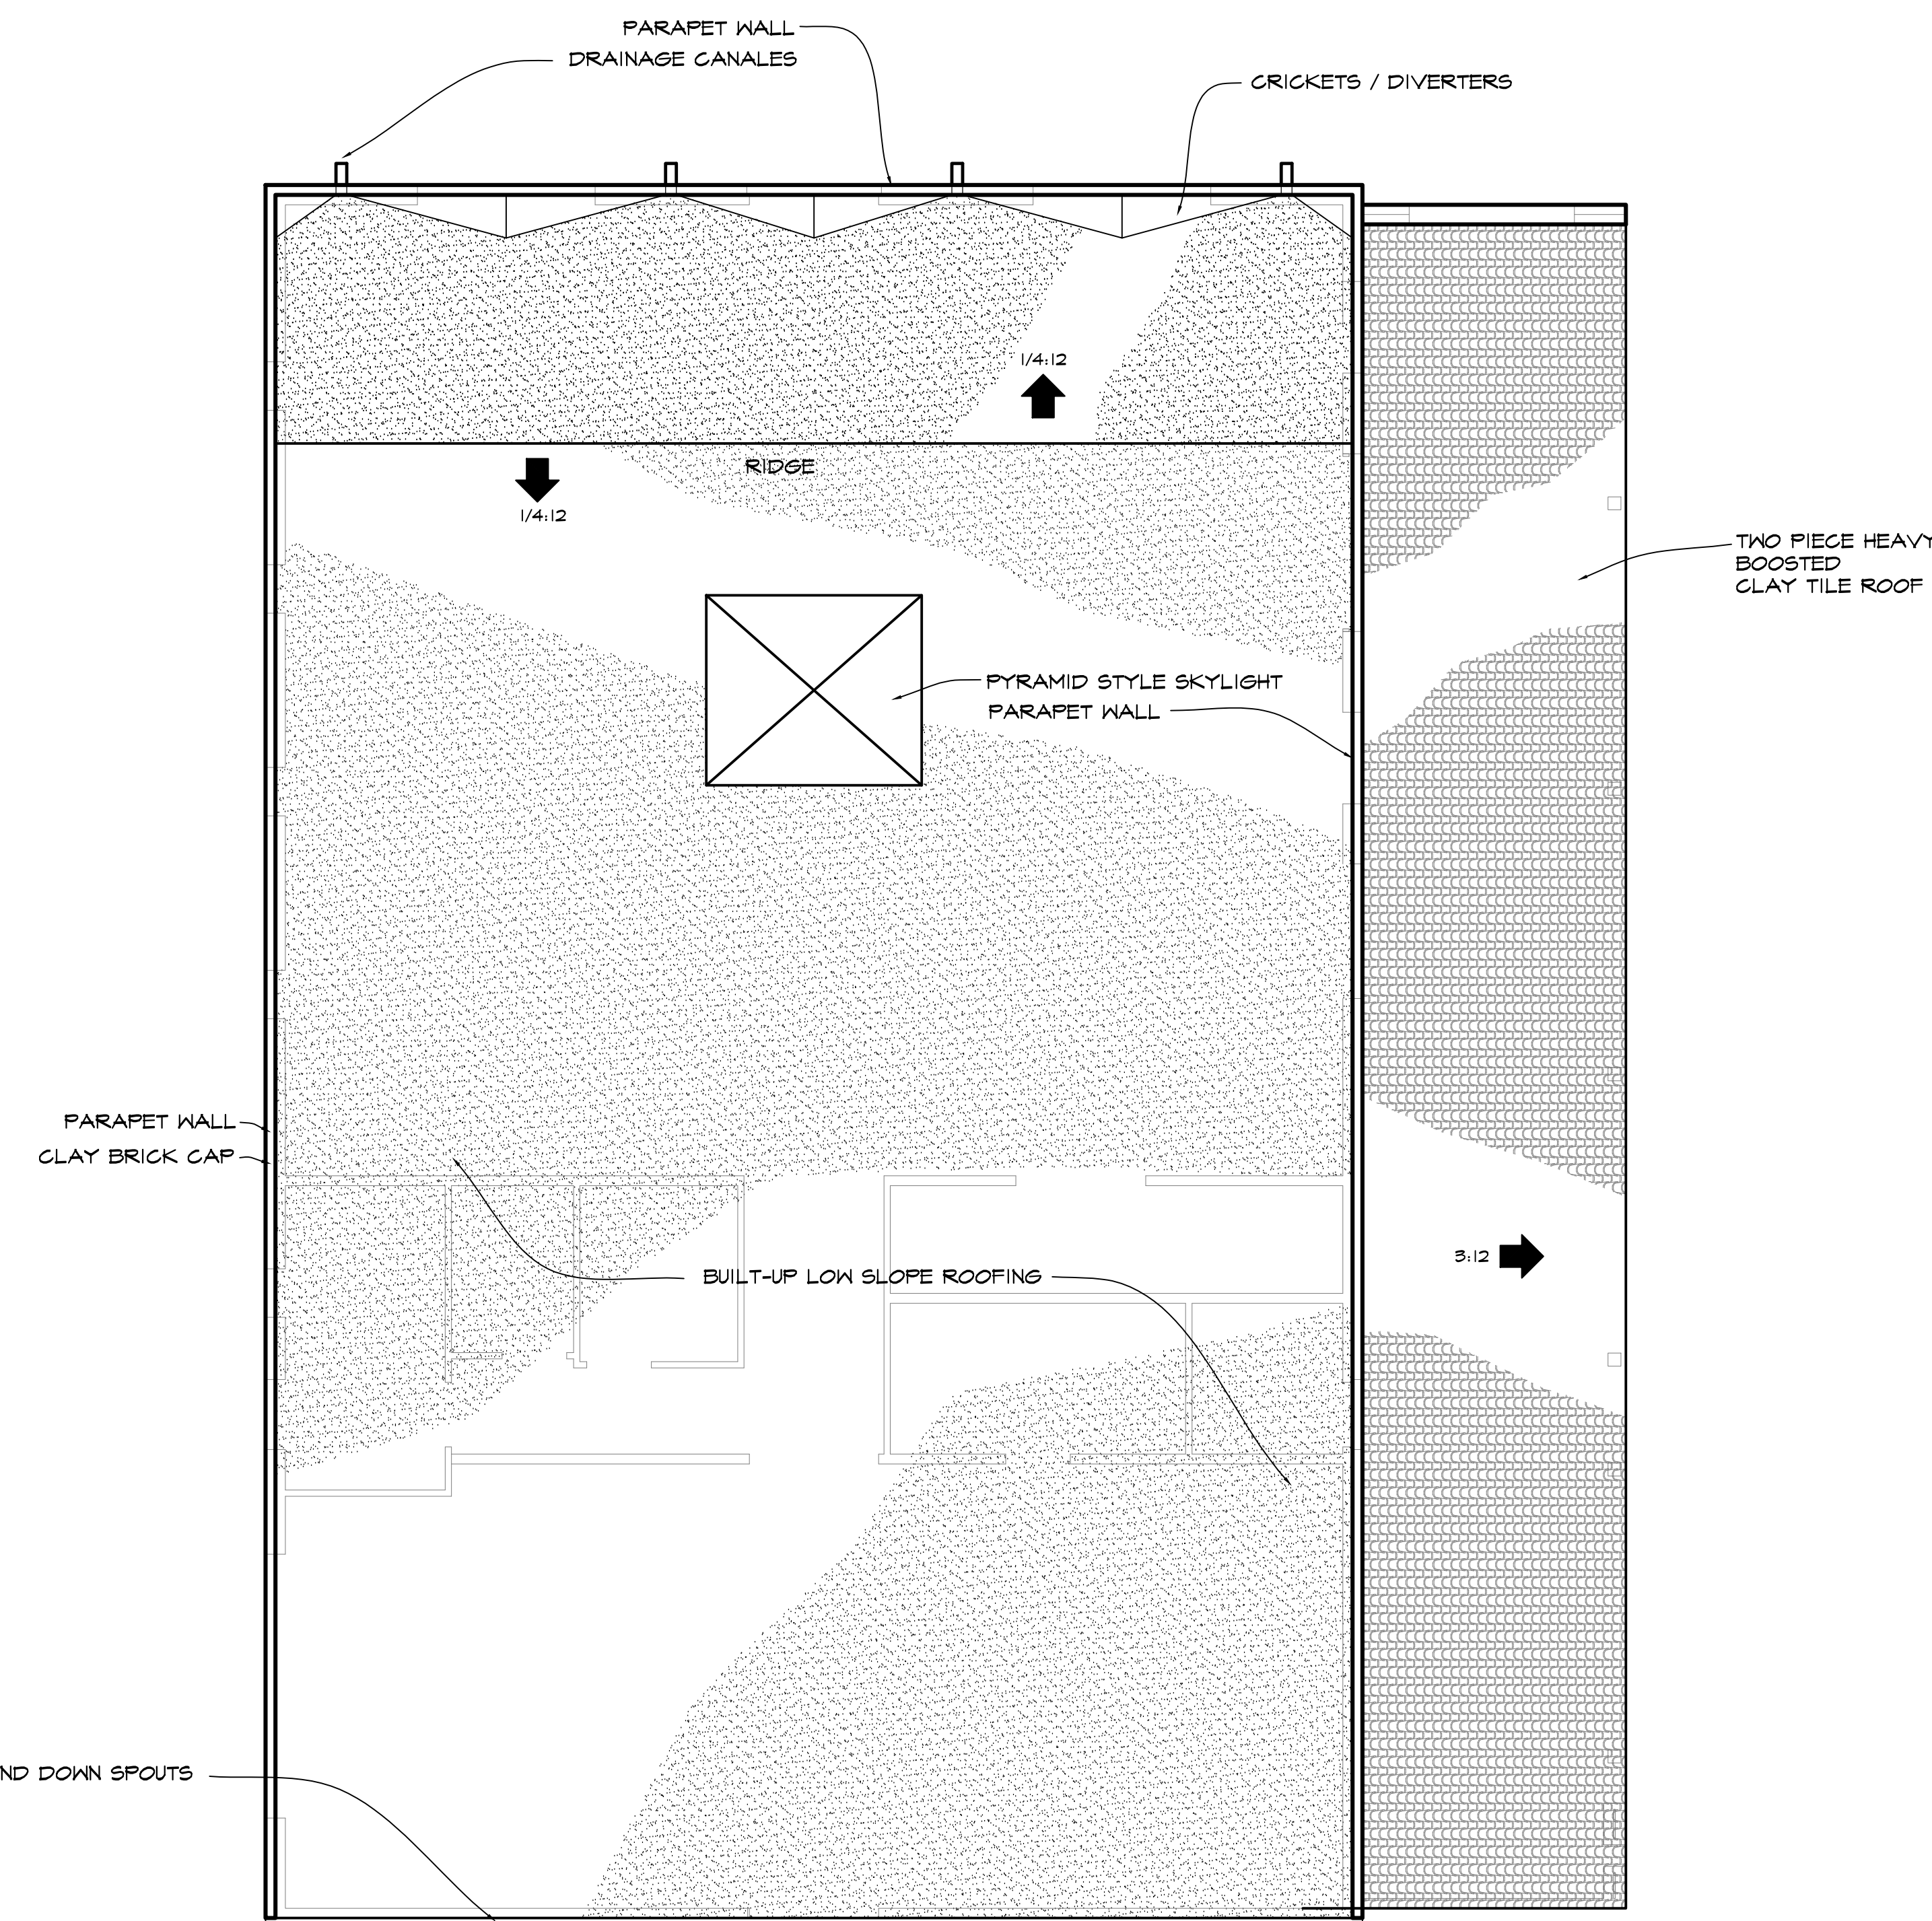 PARAPET WALL
DRAINAGE CANALES
CRICKETS / DIVERTERS
1/4:12
RIDGE
1/4:12
TWO PIECE HEAVY
BOOSTED
CLAY TILE ROOF
PYRAMID STYLE SKYLIGHT
PARAPET WALL
PARAPET WALL
CLAY BRICK CAP
3:12
BUILT-UP LOW SLOPE ROOFING
DOWN SPOUTS